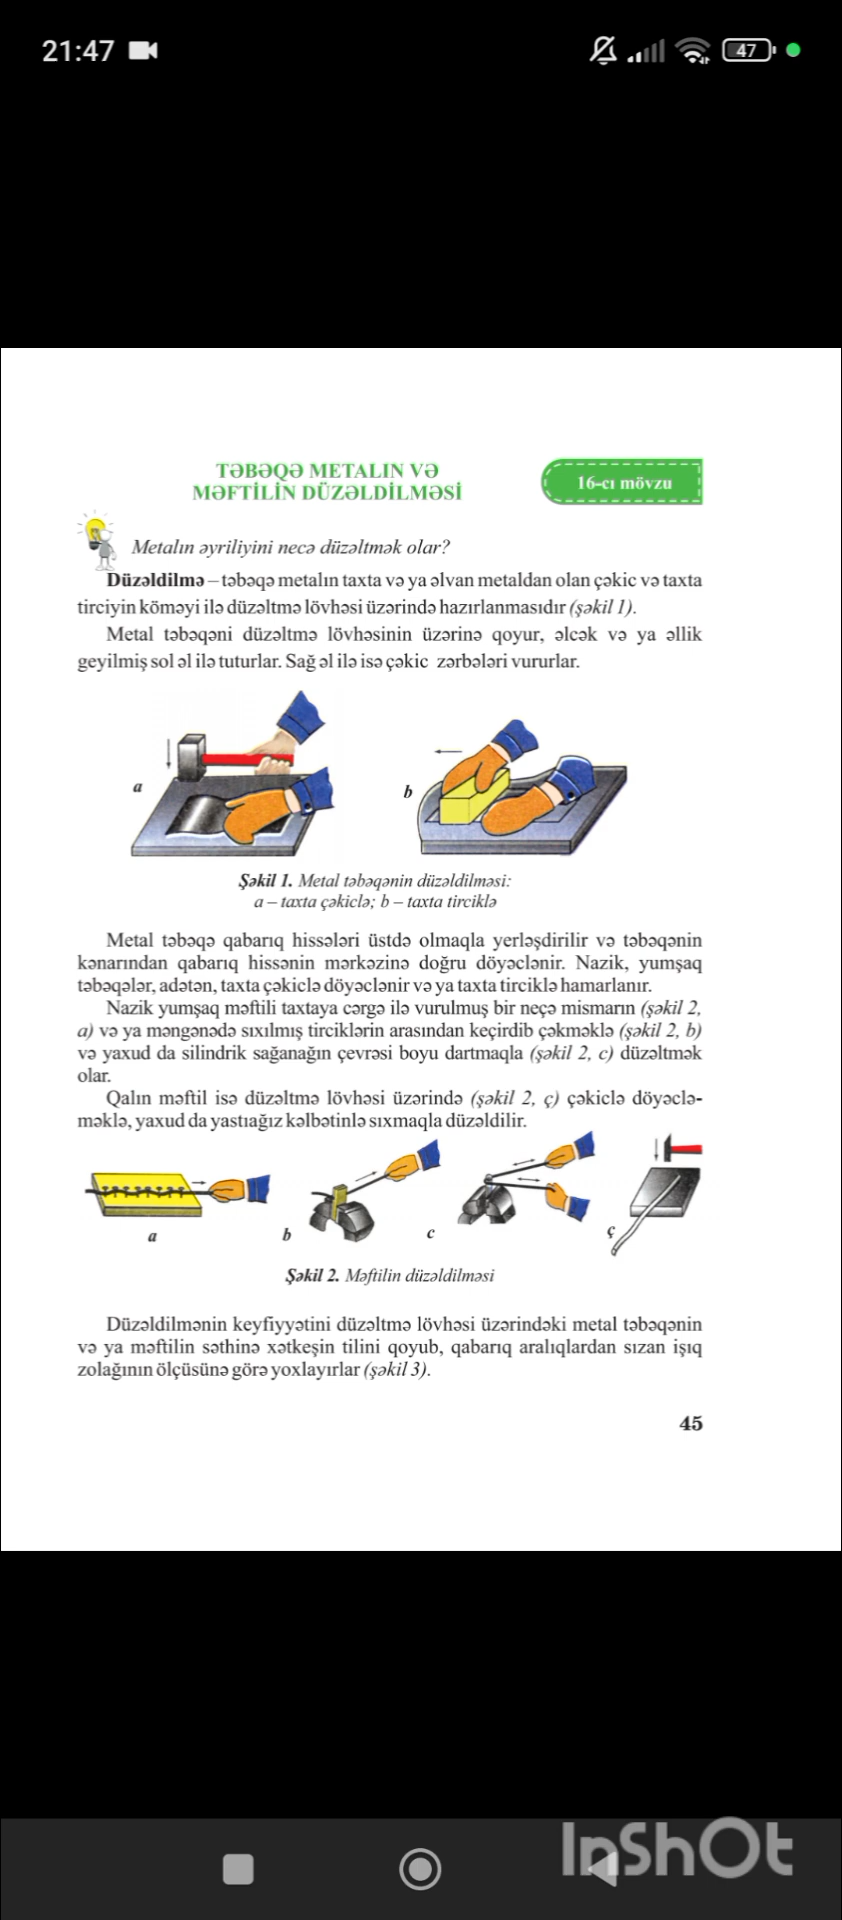 21:47
47
TƏBƏQƏ METALIN VƏ
MƏFTİLİN DÜZƏLDİLMƏSİ
16-cı mövzu
Metalın əyriliyini necə düzəltmək olar?
Düzəldilmə – təbəqə metalın taxta və ya əlvan metaldan olan çəkic və taxta
tirciyin köməyi ilə düzəltmə lövhəsi üzərində hazırlanmasıdır (şəkil 1).
Metal təbəqəni düzəltmə lövhəsinin üzərinə qoyur, əlcək və ya əllik
geyilmiş sol əl ilə tuturlar. Sağ əl ilə isə çəkic zərbələri vururlar.
a
b
Şəkil 1. Metal təbəqənin düzəldilməsi:
a – taxta çəkiclə; b – taxta tirciklə
Metal təbəqə qabarıq hissələri üstdə olmaqla yerləşdirilir və təbəqənin
kənarından qabarıq hissənin mərkəzinə doğru döyəclənir. Nazik, yumşaq
təbəqələr, adətən, taxta çəkiclə döyəclənir və ya taxta tirciklə hamarlanır.
Nazik yumşaq məftili taxtaya cərgə ilə vurulmuş bir neçə mismarın (şəkil 2,
a) və ya məngənədə sıxılmış tirciklərin arasından keçirdib çəkməklə (şəkil 2, b)
və yaxud da silindrik sağanağın çevrəsi boyu dartmaqla (şəkil 2, c) düzəltmək
olar.
Qalın məftil isə düzəltmə lövhəsi üzərində (şəkil 2, ç) çəkiclə döyəclə-
məklə, yaxud da yastıağız kəlbətinlə sıxmaqla düzəldilir.
a
b
c
ç
Şəkil 2. Məftilin düzəldilməsi
Düzəldilmənin keyfiyyətini düzəltmə lövhəsi üzərindəki metal təbəqənin
və ya məftilin səthinə xətkeşin tilini qoyub, qabarıq aralıqlardan sızan işıq
zolağının ölçüsünə görə yoxlayırlar (şəkil 3).
45
InShOt